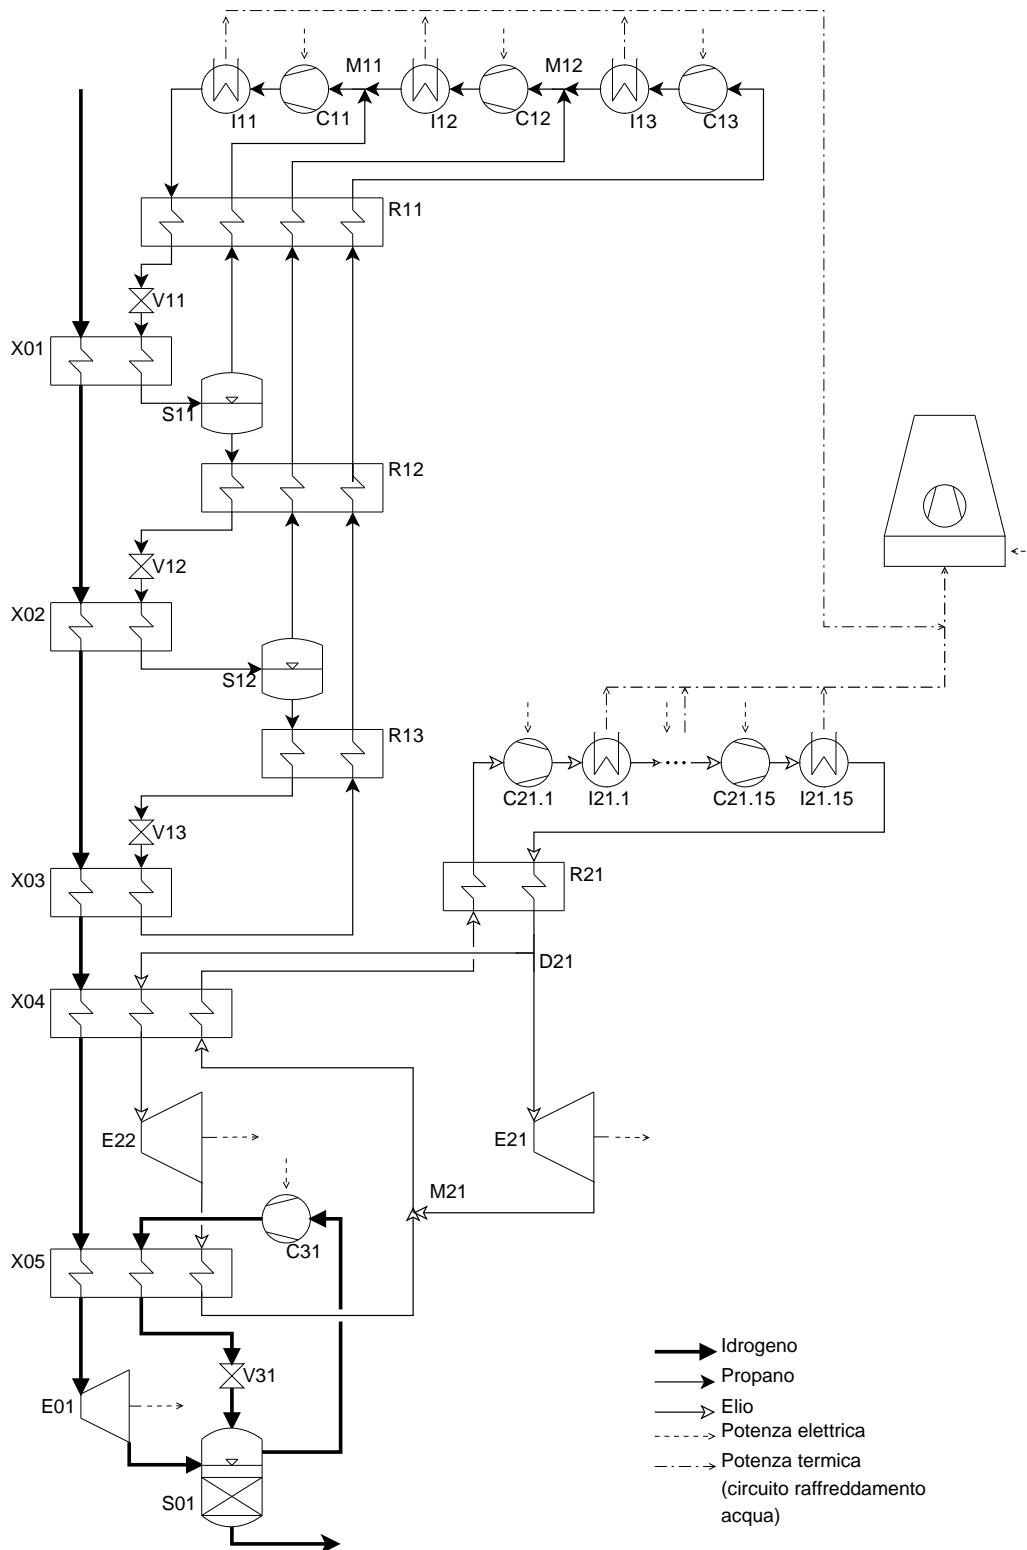 M11
M12
I11
C11
I12
C12
I13
C13
R11
V11
X01
S11
R12
V12
X02
S12
R13
V13
C21.1
I21.1
C21.15
I21.15
X03
R21
D21
X04
E22
E21
M21
C31
X05
V31
E01
S01
Idrogeno
Propano
Elio
Potenza elettrica
Potenza termica
(circuito raffreddamento
acqua)